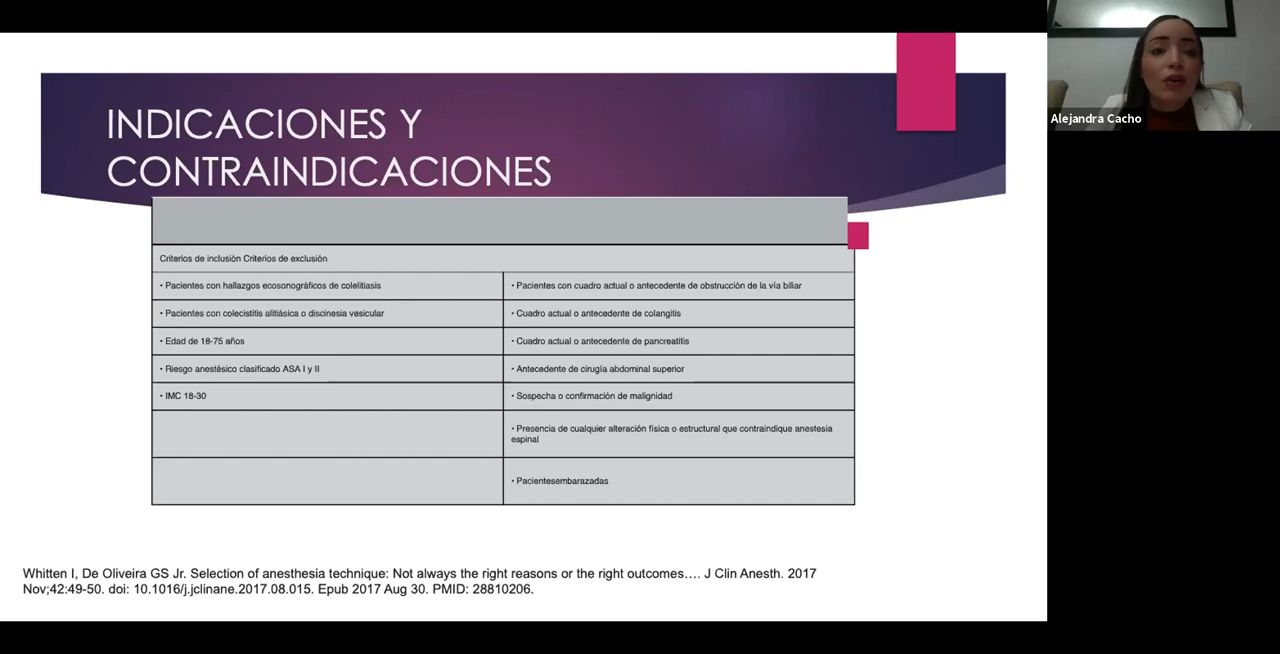 INDICACIONES Y
CONTRAINDICACIONES
Alejandra Cacho
Criterios de inclusión Criterios de exclusión
• Pacientes con hallazgos ecosonográficos de colelitiasis
• Pacientes con cuadro actual o antecedente de obstrucción de la vía biliar
• Pacientes con colecistitis alitiásica o discinesia vesicular
• Cuadro actual o antecedente de colangitis
• Edad de 18-75 años
• Cuadro actual o antecedente de pancreatitis
• Riesgo anestésico clasificado ASA I y II
• Antecedente de cirugía abdominal superior
• IMC 18-30
• Sospecha o confirmación de malignidad
• Presencia de cualquier alteración física o estructural que contraindique anestesia
espinal
• Pacientesembarazadas
Whitten I, De Oliveira GS Jr. Selection of anesthesia technique: Not always the right reasons or the right outcomes…. J Clin Anesth. 2017
Nov;42:49-50. doi: 10.1016/j.jclinane.2017.08.015. Epub 2017 Aug 30. PMID: 28810206.